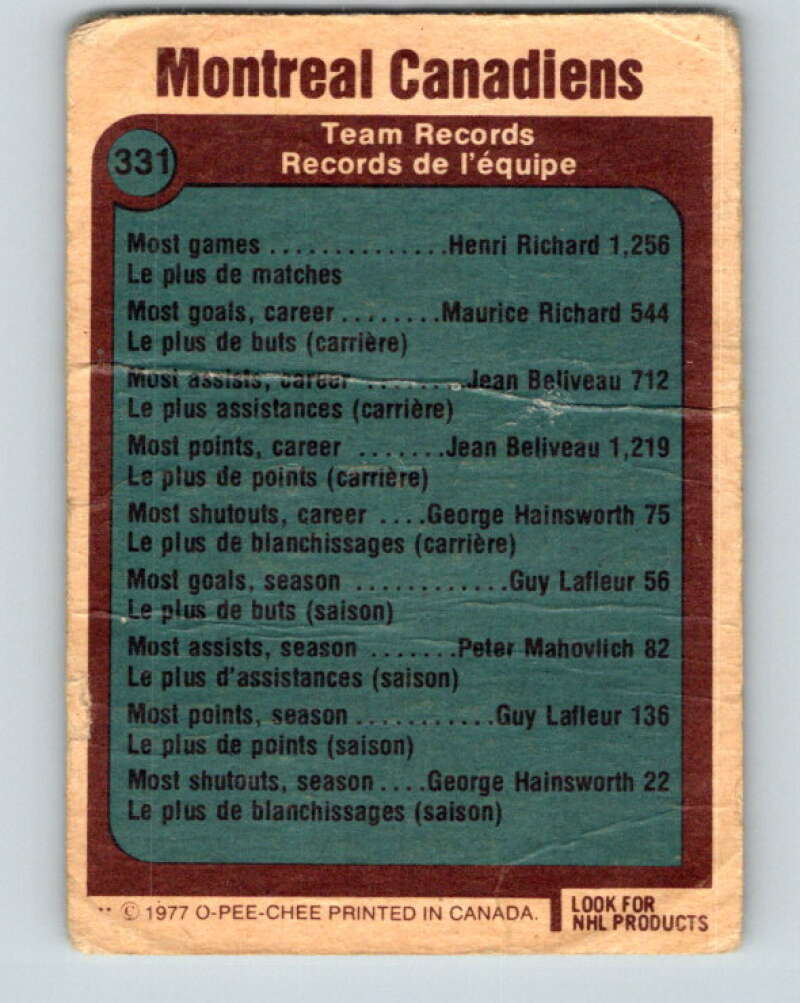 Montreal Canadiens
331
Team Records
Records de l'équipe
Most games ..............Henri Richard 1,256
Le plus de matches
Most goals, career........Maurice Richard 544
Le plus de buts (carrière)
Most assists, career ........Jean Beliveau 712
Le plus assistances (carrière)
Most points, career .......Jean Beliveau 1,219
Le plus de points (carrière)
Most shutouts, career ....George Hainsworth 75
Le plus de blanchissages (carrière)
Most goals, season ............Guy Lafleur 56
Le plus de buts (saison)
Most assists, season .......Peter Mahovlich 82
Le plus d'assistances (saison)
Most points, season...........Guy Lafleur 136
Le plus de points (saison)
Most shutouts, season....George Hainsworth 22
Le plus de blanchissages (saison)
** © 1977 O-PEE-CHEE PRINTED IN CANADA.
LOOK FOR
NHL PRODUCTS